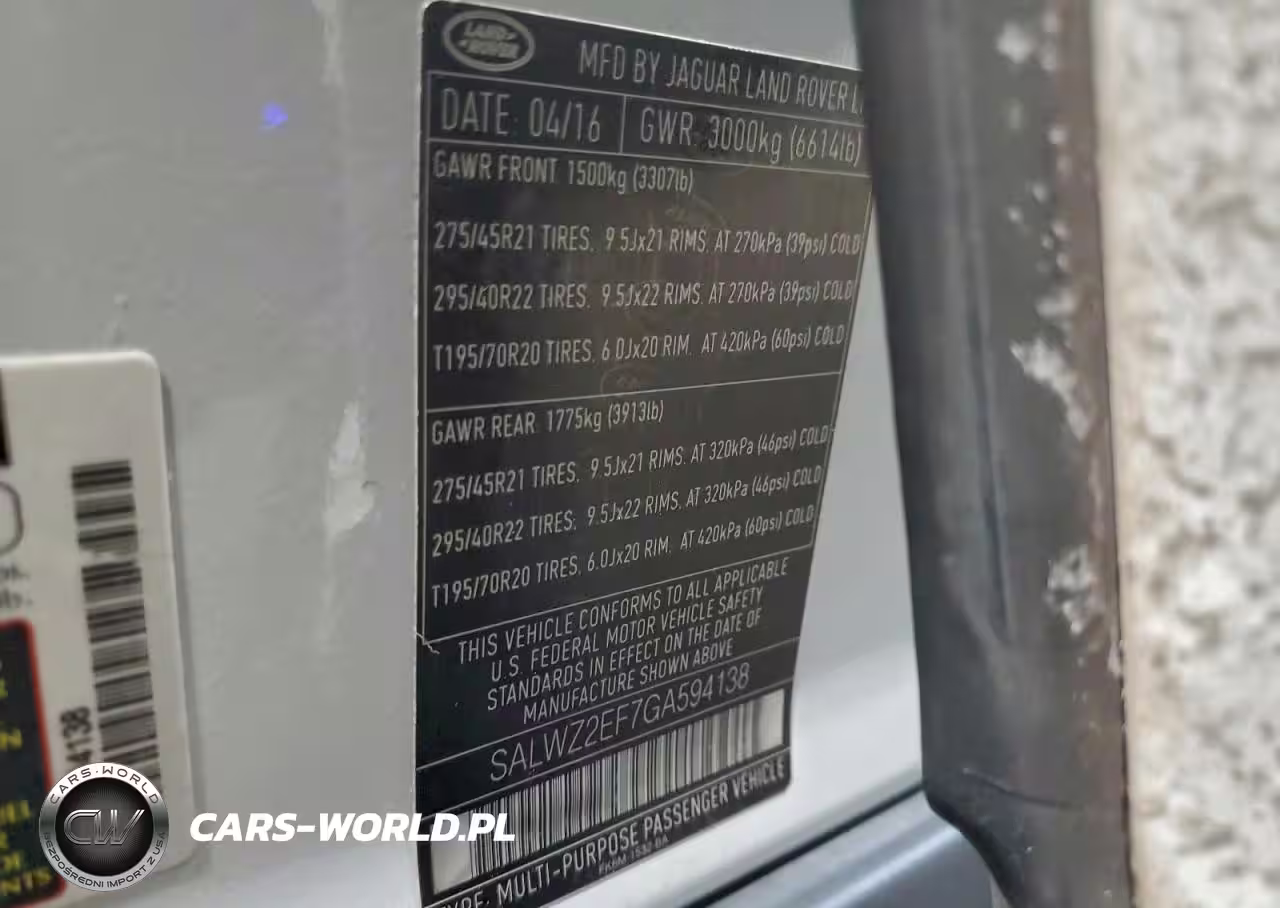 LAND-
-ROVER
MFD BY JAGUAR LAND ROVER L
DATE: 04/16 GWR: 3000kg (6614lb)
GAWR FRONT 1500kg (3307lb)
275/45R21 TIRES, 9.5Jx21 RIMS. AT 270kPa (39psi) COLD
295/40R22 TIRES, 9.5Jx22 RIMS. AT 270kPa (39psi) COLD
T195/70R20 TIRES, 6.0Jx20 RIM. AT 420kPa (60psi) COLD
GAWR REAR 1775kg (3913lb)
275/45R21 TIRES, 9.5Jx21 RIMS. AT 320kPa (46psi) COLD
295/40R22 TIRES, 9.5Jx22 RIMS. AT 320kPa (46psi) COLD
T195/70R20 TIRES, 6.0Jx20 RIM. AT 420kPa (60psi) COLD
THIS VEHICLE CONFORMS TO ALL APPLICABLE
U.S. FEDERAL MOTOR VEHICLE SAFETY
STANDARDS IN EFFECT ON THE DATE OF
MANUFACTURE SHOWN ABOVE
SALWZ2EF7GA594138
TYPE: MULTI-PURPOSE PASSENGER VEHICLE
4138
CARS-WORLD
CW
BEZPOŚREDNI IMPORT Z USA
CARS-WORLD.PL